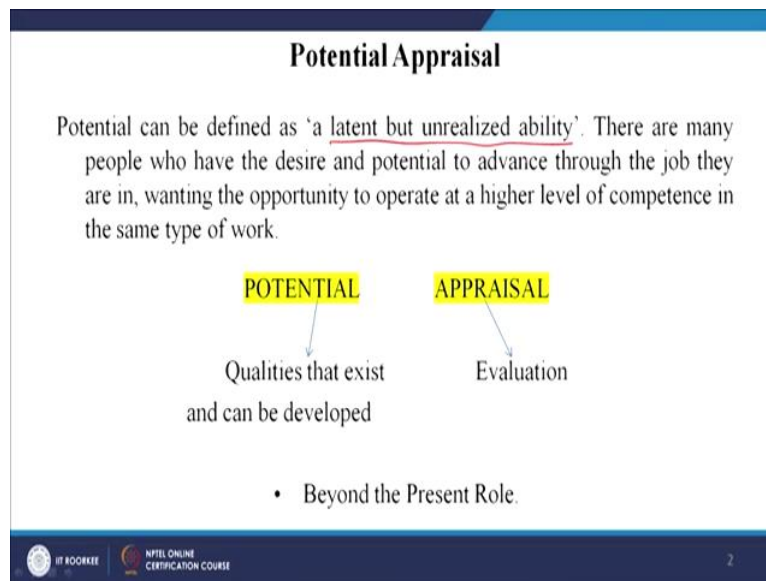 Potential Appraisal
Potential can be defined as ‘a latent but unrealized ability’. There are many
people who have the desire and potential to advance through the job they
are in, wanting the opportunity to operate at a higher level of competence in
the same type of work.
POTENTIAL APPRAISAL
Qualities that exist Evaluation
and can be developed
• Beyond the Present Role.
IIT ROORKEE NPTEL ONLINE
CERTIFICATION COURSE
2